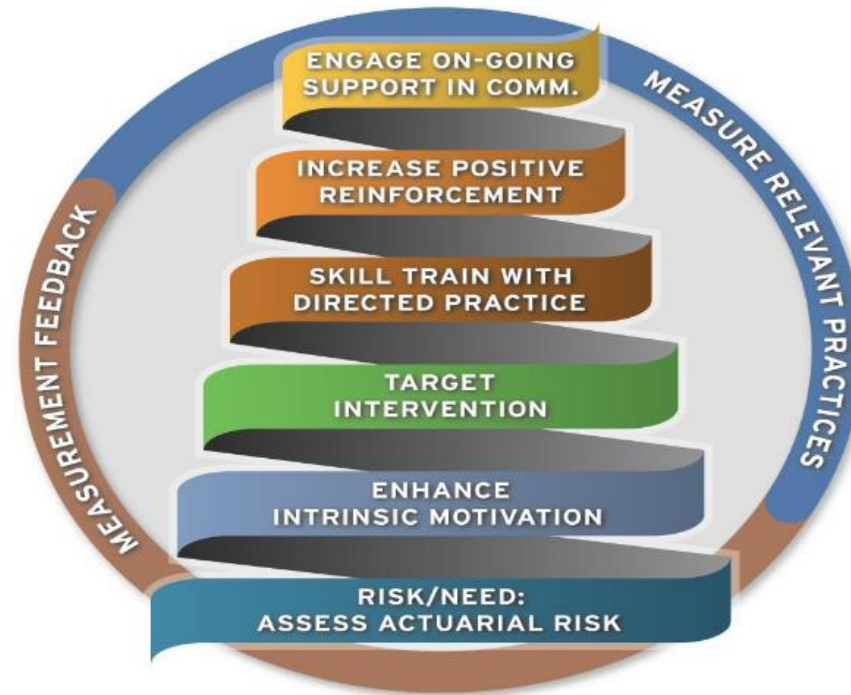 ENGAGE ON-GOING
SUPPORT IN COMM.
INCREASE POSITIVE
REINFORCEMENT
SKILL TRAIN WITH
DIRECTED PRACTICE
TARGET
INTERVENTION
ENHANCE
INTRINSIC MOTIVATION
RISK/NEED:
ASSESS ACTUARIAL RISK
MEASURE RELEVANT PRACTICES
MEASUREMENT FEEDBACK